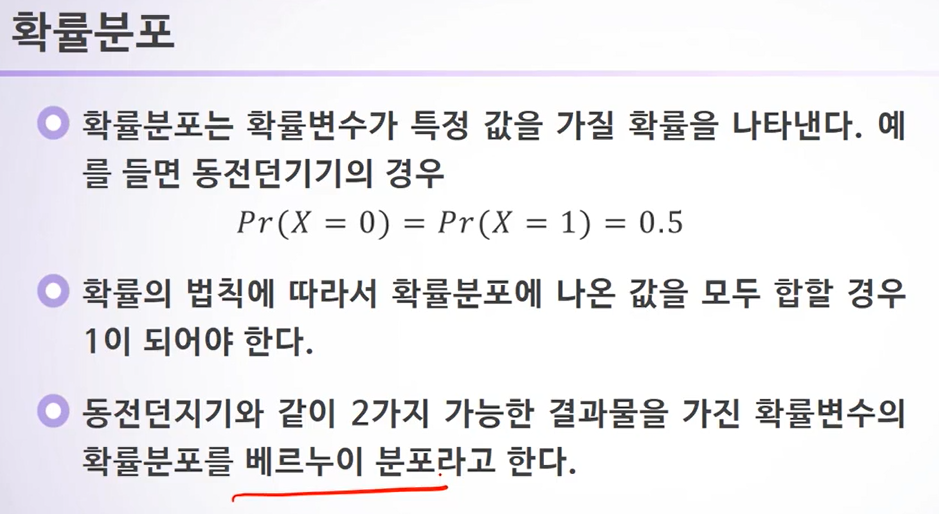 확률분포
확률분포는 확률변수가 특정 값을 가질 확률을 나타낸다. 예
를 들면 동전던기기의 경우
Pr(X = 0) = Pr(X = 1) = 0.5
확률의 법칙에 따라서 확률분포에 나온 값을 모두 합할 경우
1이 되어야 한다.
동전던지기와 같이 2가지 가능한 결과물을 가진 확률변수의
확률분포를 베르누이 분포라고 한다.